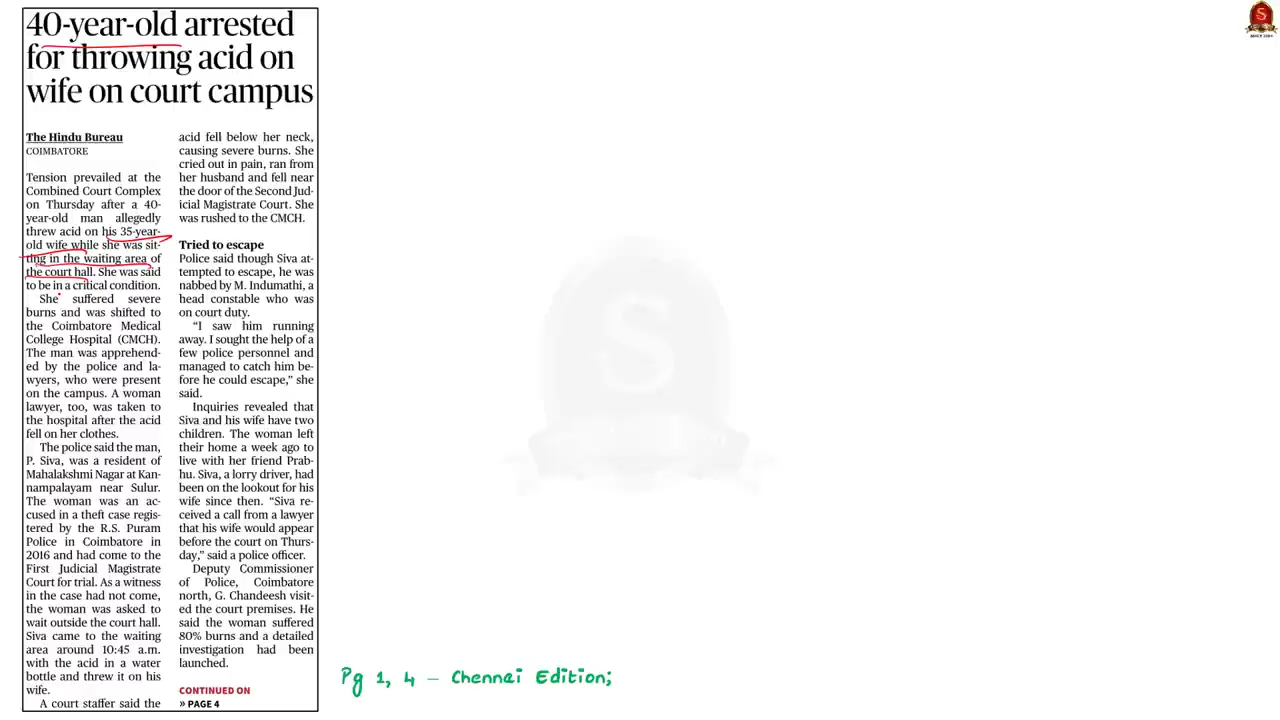 40-year-old arrested
for throwing acid on
wife on court campus
The Hindu Bureau
COIMBATORE
Tension prevailed at the
Combined Court Complex
on Thursday after a 40-
year-old man allegedly
threw acid on his 35-year-
old wife while she was sit-
ting in the waiting area of
the court hall. She was said
to be in a critical condition.
She suffered severe
burns and was shifted to
the Coimbatore Medical
College Hospital (CMCH).
The man was apprehend-
ed by the police and la-
wyers, who were present
on the campus. A woman
lawyer, too, was taken to
the hospital after the acid
fell on her clothes.
The police said the man,
P. Siva, was a resident of
Mahalakshmi Nagar at Kan-
nampalayam near Sulur.
The woman was an ac-
cused in a theft case regis-
tered by the R.S. Puram
Police in Coimbatore in
2016 and had come to the
First Judicial Magistrate
Court for trial. As a witness
in the case had not come,
the woman was asked to
wait outside the court hall.
Siva came to the waiting
area around 10:45 a.m.
with the acid in a water
bottle and threw it on his
wife.
A court staffer said the
acid fell below her neck,
causing severe burns. She
cried out in pain, ran from
her husband and fell near
the door of the Second Jud-
icial Magistrate Court. She
was rushed to the CMCH.
Tried to escape
Police said though Siva at-
tempted to escape, he was
nabbed by M. Indumathi, a
head constable who was
on court duty.
“I saw him running
away. I sought the help of a
few police personnel and
managed to catch him be-
fore he could escape,” she
said.
Inquiries revealed that
Siva and his wife have two
children. The woman left
their home a week ago to
live with her friend Prab-
hu. Siva, a lorry driver, had
been on the lookout for his
wife since then. “Siva re-
ceived a call from a lawyer
that his wife would appear
before the court on Thurs-
day,” said a police officer.
Deputy Commissioner
of Police, Coimbatore
north, G. Chandeesh visit-
ed the court premises. He
said the woman suffered
80% burns and a detailed
investigation had been
launched.
CONTINUED ON
» PAGE 4
Pg 1, 4 – Chennai Edition;
S
SINCE 2004
S